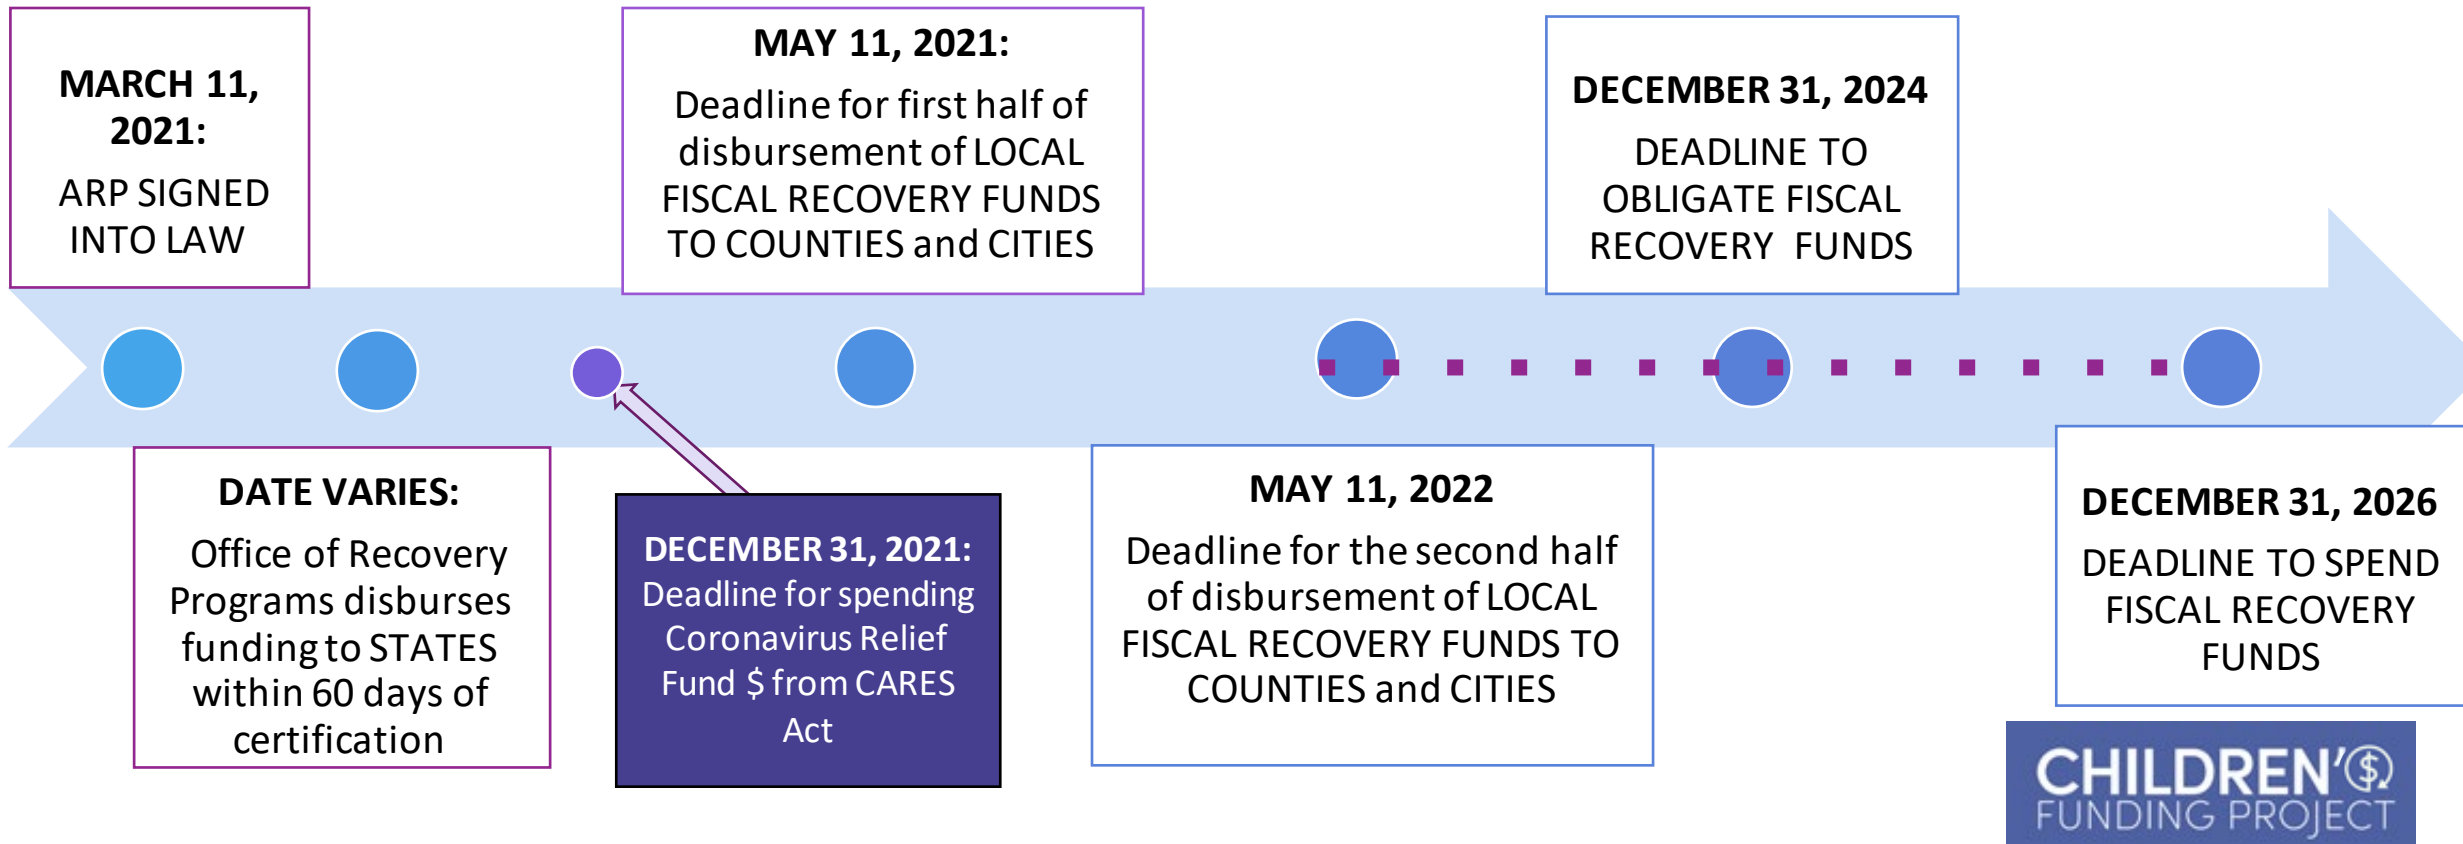 MARCH 11,
2021:
ARP SIGNED
INTO LAW
DATE VARIES:
Office of Recovery
Programs disburses
funding to STATES
within 60 days of
certification
MAY 11, 2021:
Deadline for first half of
disbursement of LOCAL
FISCAL RECOVERY FUNDS
TO COUNTIES and CITIES
DECEMBER 31, 2021:
Deadline for spending
Coronavirus Relief
Fund $ from CARES
Act
MAY 11, 2022
Deadline for the second half
of disbursement of LOCAL
FISCAL RECOVERY FUNDS TO
COUNTIES and CITIES
DECEMBER 31, 2024
DEADLINE TO
OBLIGATE FISCAL
RECOVERY FUNDS
DECEMBER 31, 2026
DEADLINE TO SPEND
FISCAL RECOVERY
FUNDS
CHILDREN'$
FUNDING PROJECT